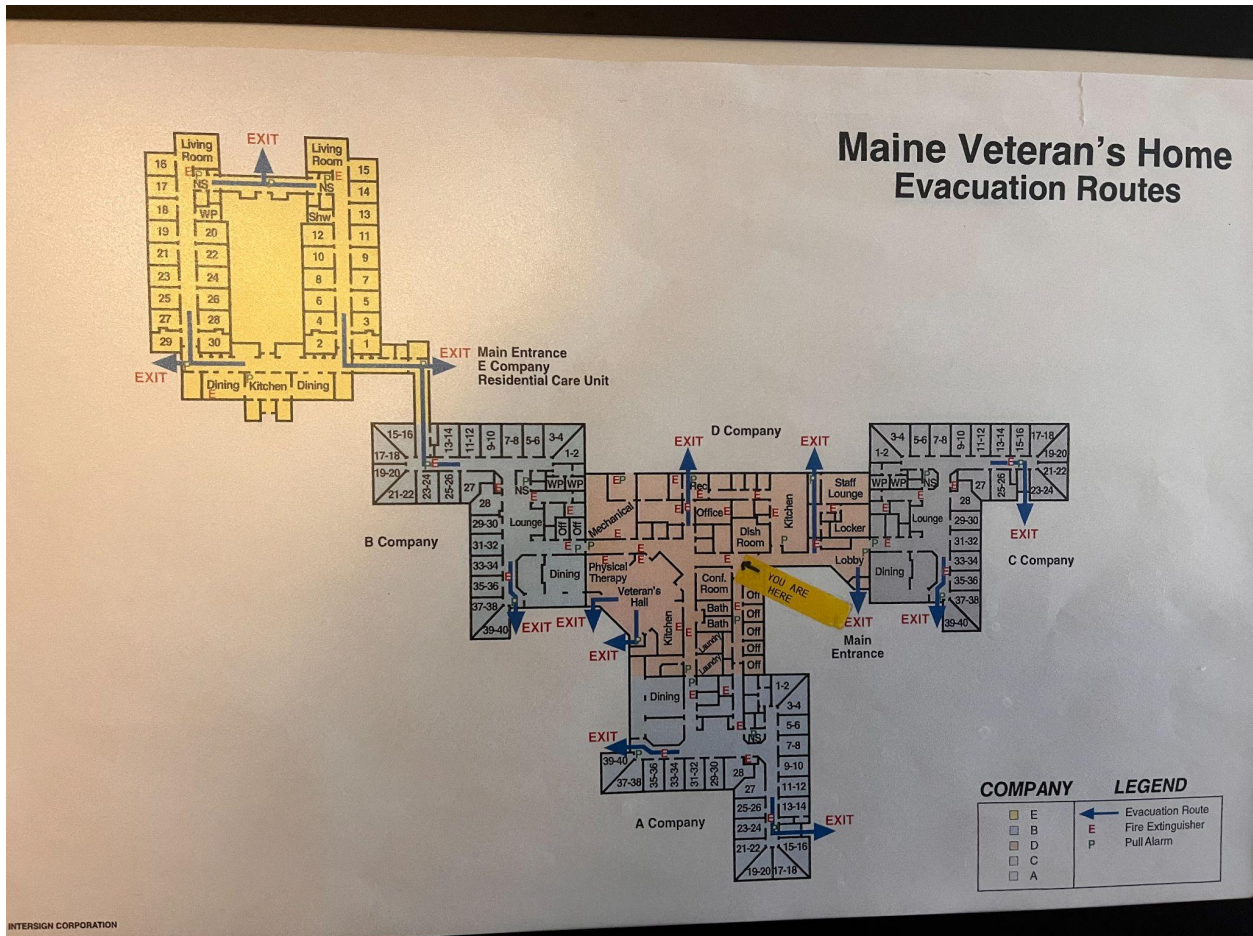 Maine Veteran's Home
Evacuation Routes
EXIT
Living
Room
Living
Room
16
E
P
NS
P
E
NS
15
17
14
18
WP
Shw
13
19
20
12
11
21
22
10
9
23
24
8
7
25
26
6
5
27
28
4
3
29
30
2
1
EXIT
Dining
Kitchen
Dining
E
P
EXIT
Main Entrance
E Company
Residential Care Unit
15-16
13-14
11-12
9-10
7-8
5-6
3-4
1-2
17-18
19-20
21-22
23-24
25-26
27
28
P
E
E
NS
P
E
WP
WP
29-30
31-32
33-34
35-36
37-38
39-40
Lounge
Off
Off
E
E
P
Dining
E
P
EXIT
B Company
D Company
EXIT
EXIT
E
P
E
P
Rec.
E
E
Mechanical
E
E
Office
E
E
E
Kitchen
P
Dish
Room
P
Staff
Lounge
E
Locker
E
E
P
Lobby
Physical
Therapy
E
P
E
E
Veteran's
Hall
EXIT
EXIT
P
Kitchen
E
E
Conf.
Room
E
YOU ARE
HERE
Bath
Bath
E
P
Laundry
Laundry
P
Off
Off
Off
Off
Off
EXIT
Main
Entrance
3-4
5-6
7-8
9-10
11-12
13-14
15-16
17-18
1-2
19-20
21-22
23-24
25-26
27
28
E
P
WP
WP
P
NS
E
E
29-30
31-32
33-34
35-36
37-38
39-40
Lounge
E
P
Dining
E
P
EXIT
EXIT
C Company
Dining
P
E
E
E
NS
P
E
1-2
3-4
5-6
7-8
9-10
11-12
13-14
15-16
17-18
19-20
21-22
23-24
25-26
27
28
29-30
31-32
33-34
35-36
37-38
39-40
EXIT
P
E
E
P
EXIT
A Company
COMPANY
E
B
D
C
A
LEGEND
Evacuation Route
E Fire Extinguisher
P Pull Alarm
INTERSIGN CORPORATION